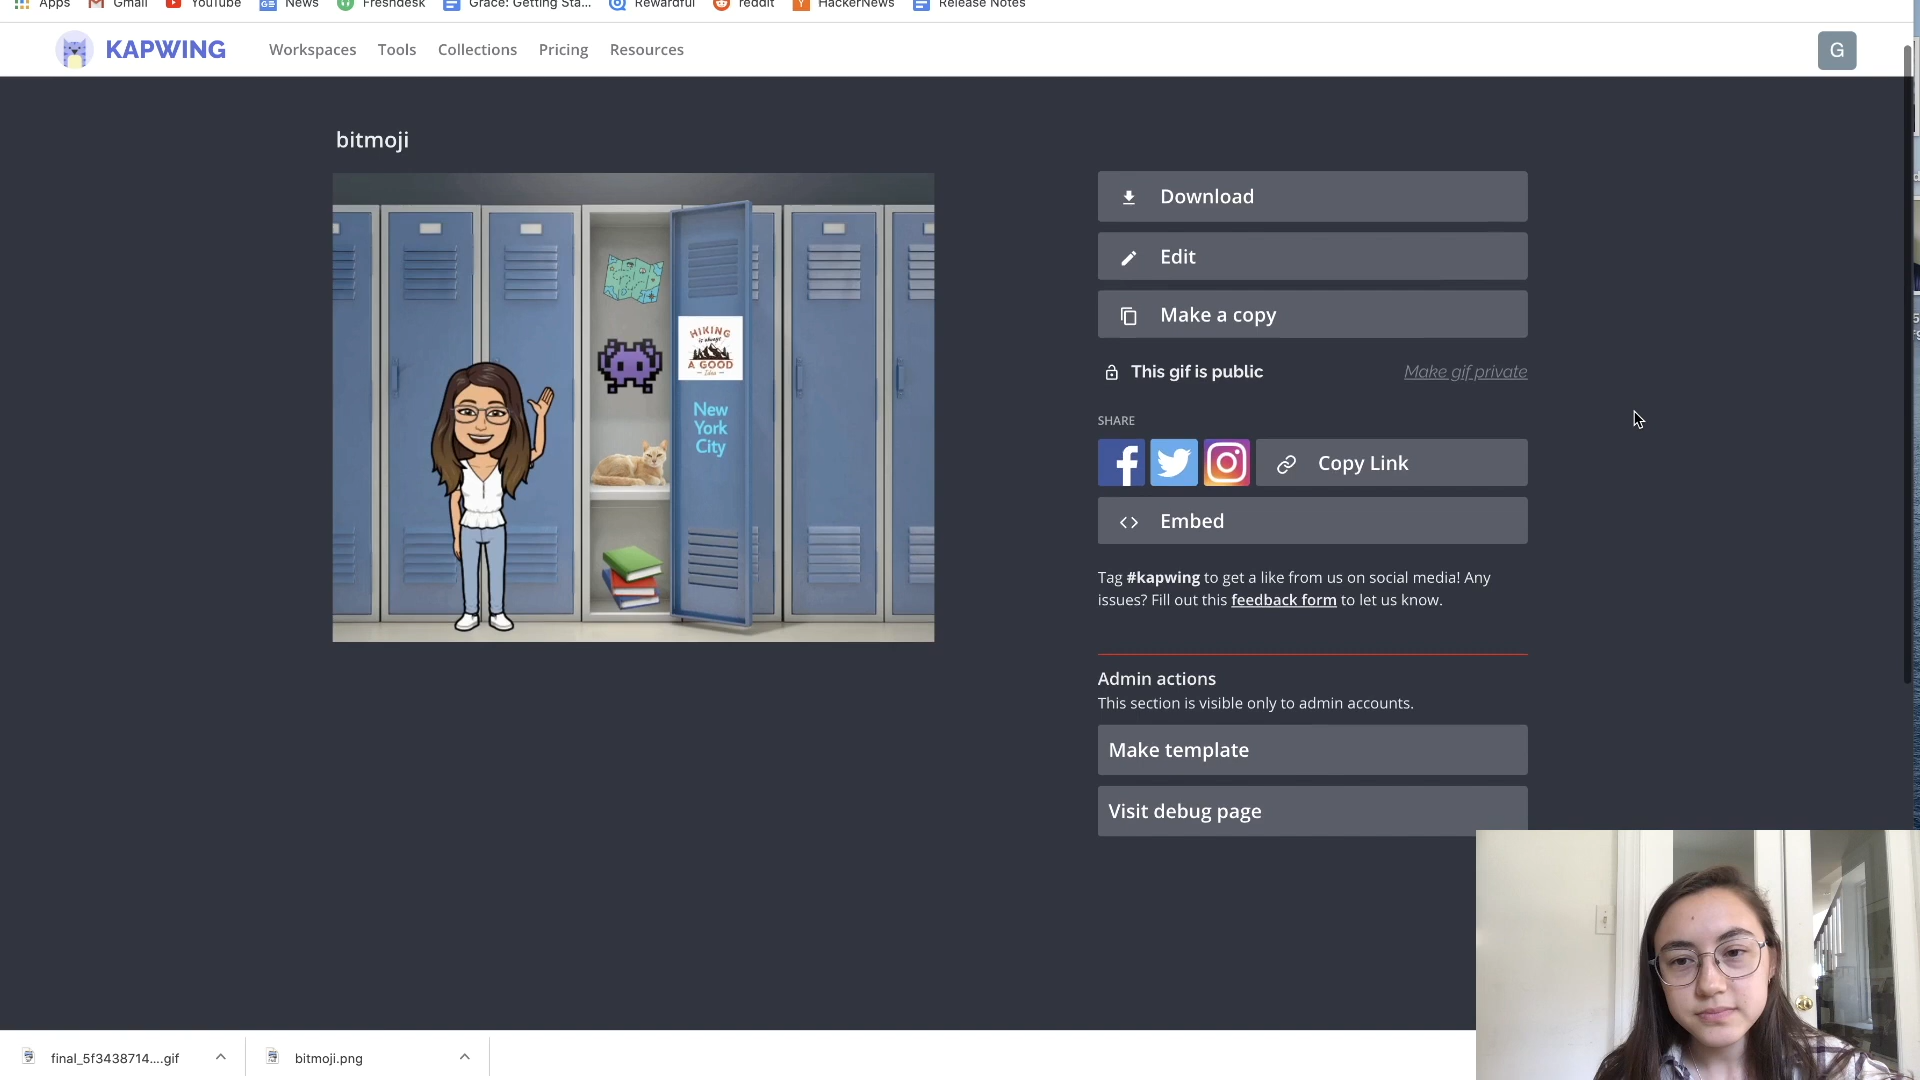 Apps Gmail YouTube News Freshdesk Grace: Getting Sta... Rewardful reddit HackerNews Release Notes
KAPWING Workspaces Tools Collections Pricing Resources G
bitmoji
HIKING
is always
A GOOD
Idea
New
York
City
Download
Edit
Make a copy
This gif is public Make gif private
SHARE
Copy Link
Embed
Tag #kapwing to get a like from us on social media! Any
issues? Fill out this feedback form to let us know.
Admin actions
This section is visible only to admin accounts.
Make template
Visit debug page
final_5f3438714....gif bitmoji.png